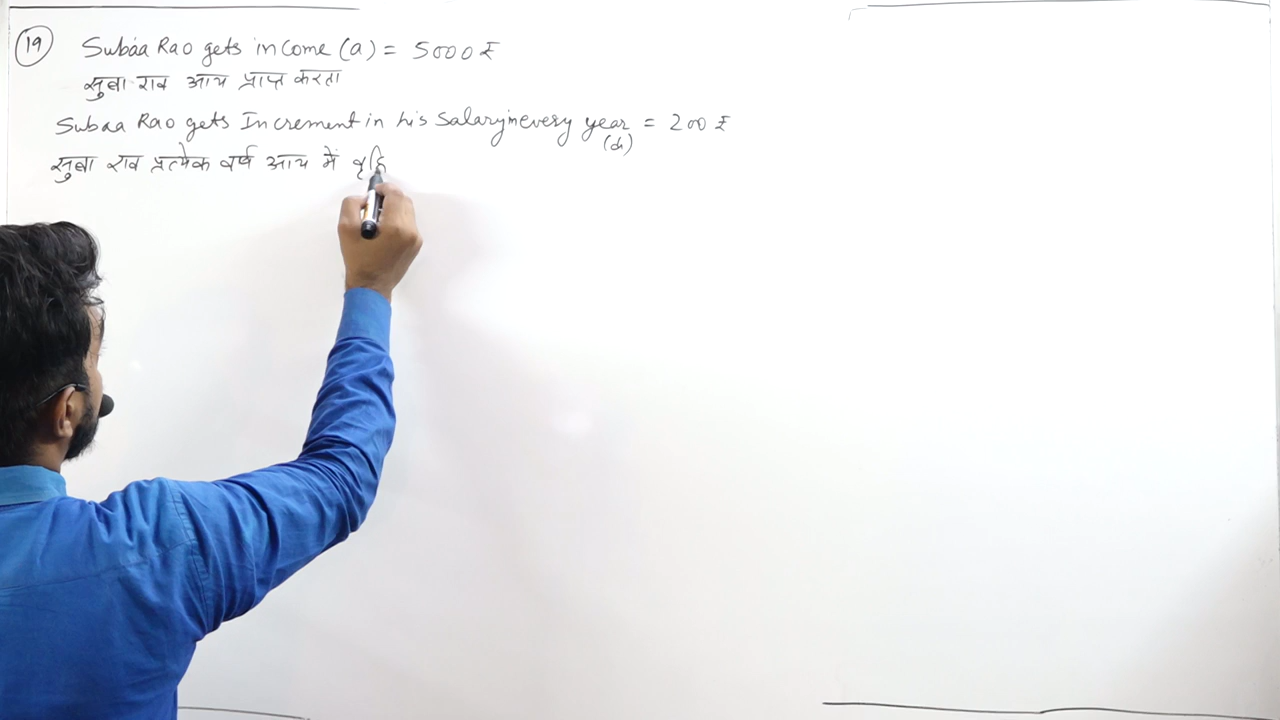 19 Subaa Rao gets income (a) = 5000 ₹
सुबा राव आय प्राप्त करता
Subaa Rao gets Increment in his Salary in every year = 200 ₹
(d)
सुबा राव प्रत्येक वर्ष आय में वृ